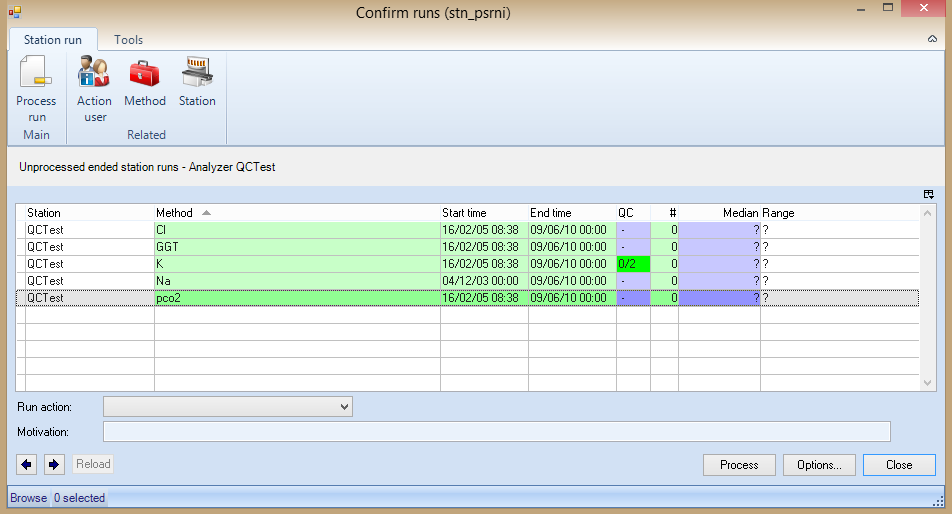 Confirm runs (stn_psrni)
Station run Tools
Process run Action user Method Station
Main Related
Unprocessed ended station runs - Analyzer QCTest
Station Method Start time End time QC # Median Range
QCTest Cl 16/02/05 08:38 09/06/10 00:00 - 0 ? ?
QCTest GGT 16/02/05 08:38 09/06/10 00:00 - 0 ? ?
QCTest K 16/02/05 08:38 09/06/10 00:00 0/2 0 ? ?
QCTest Na 04/12/03 00:00 09/06/10 00:00 - 0 ? ?
QCTest pco2 16/02/05 08:38 09/06/10 00:00 - 0 ? ?
Run action:
Motivation:
Reload Process Options... Close
Browse 0 selected